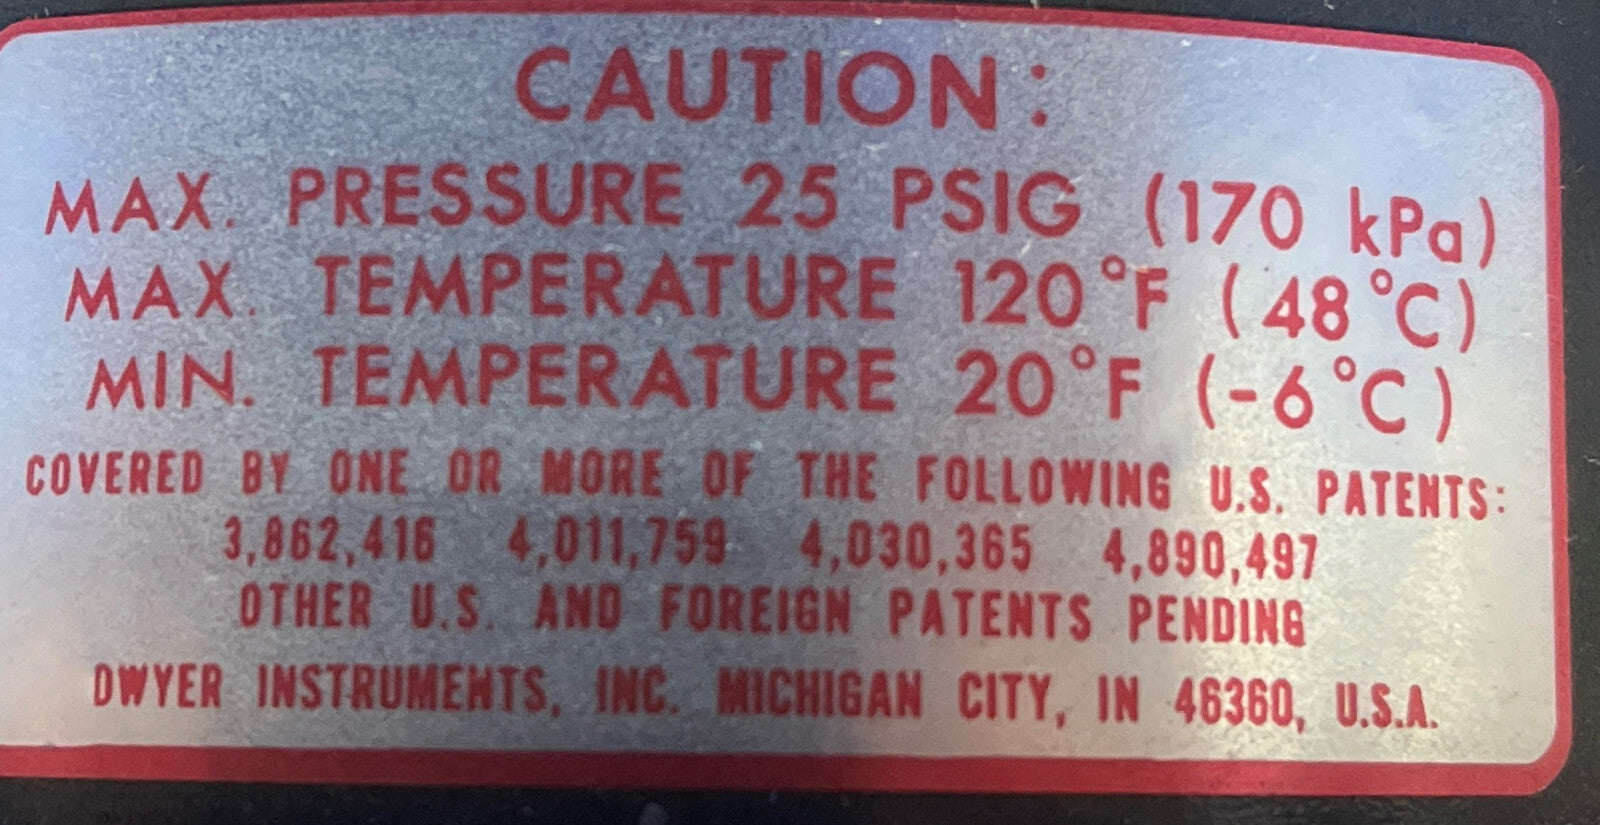 CAUTION:
MAX. PRESSURE 25 PSIG (170 kPa)
MAX. TEMPERATURE 120°F (48°C)
MIN. TEMPERATURE 20°F (-6°C)
COVERED BY ONE OR MORE OF THE FOLLOWING U.S. PATENTS:
3,862,416 4,011,759 4,030,365 4,890,497
OTHER U.S. AND FOREIGN PATENTS PENDING
DWYER INSTRUMENTS, INC. MICHIGAN CITY, IN 46360, U.S.A.